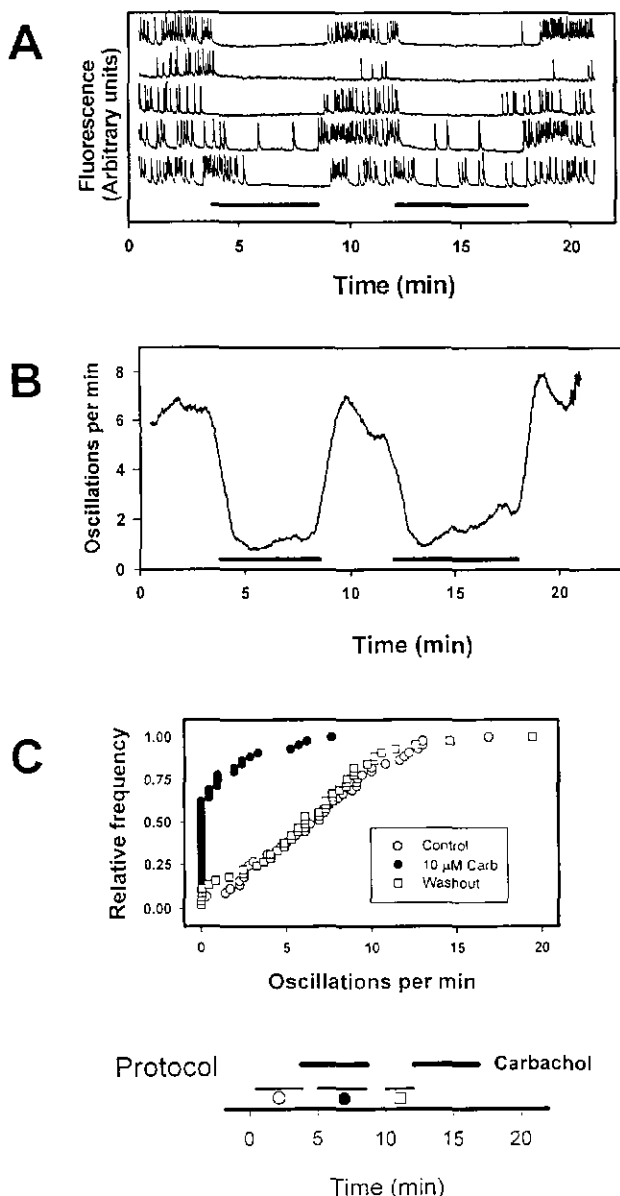 A
Fluorescence
(Arbitrary units)
0 5 10 15 20
Time (min)
B
Oscillations per min
8
6
4
2
0
0 5 10 15 20
Time (min)
C
Relative frequency
1.00
0.75
0.50
0.25
0.00
Control
10 µM Carb
Washout
0 5 10 15 20
Oscillations per min
Protocol
Carbachol
0 5 10 15 20
Time (min)